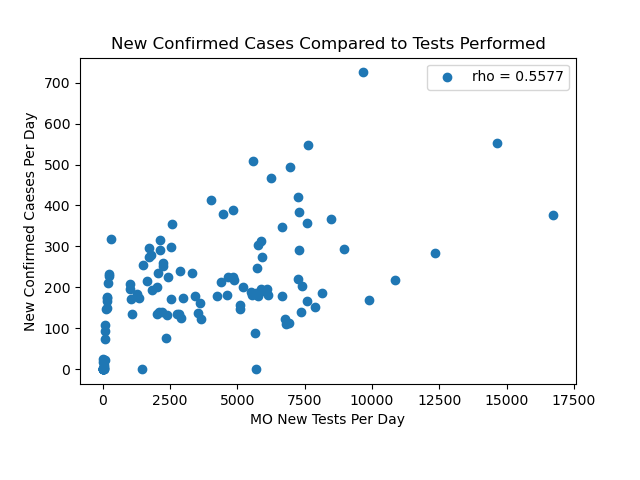 New Confirmed Cases Compared to Tests Performed
rho = 0.5577
New Confirmed Caeses Per Day
700
600
500
400
300
200
100
0
0 2500 5000 7500 10000 12500 15000 17500
MO New Tests Per Day